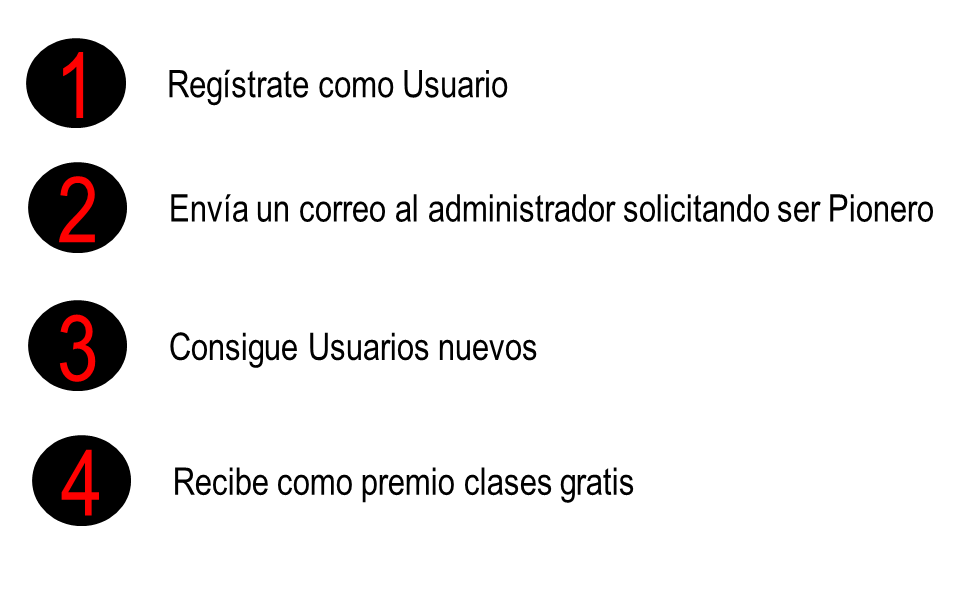 1 Regístrate como Usuario
2 Envía un correo al administrador solicitando ser Pionero
3 Consigue Usuarios nuevos
4 Recibe como premio clases gratis